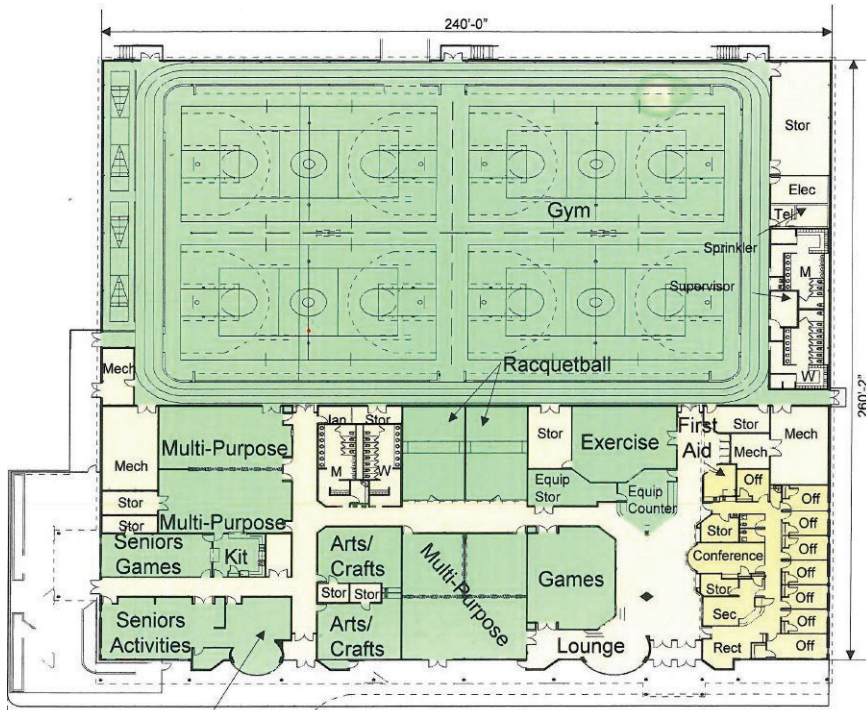 240'-0"
Stor
Elec
Gym
Tel.
Sprinkler
M
Supervisor
W
Racquetball
Mech
260'-2"
Jan
Stor
First
Aid
Stor
Mech
Multi-Purpose
Mech
M
W
Stor
Exercise
Mech
Off
Equip
Stor
Equip
Counter
Off
Stor
Multi-Purpose
Stor
Stor
Off
Seniors
Games
Kit
Arts/
Crafts
Multi-Purpose
Games
Conference
Off
Off
Stor
Stor
Stor
Off
Sec
Off
Seniors
Activities
Arts/
Crafts
Lounge
Off
Rect
Off